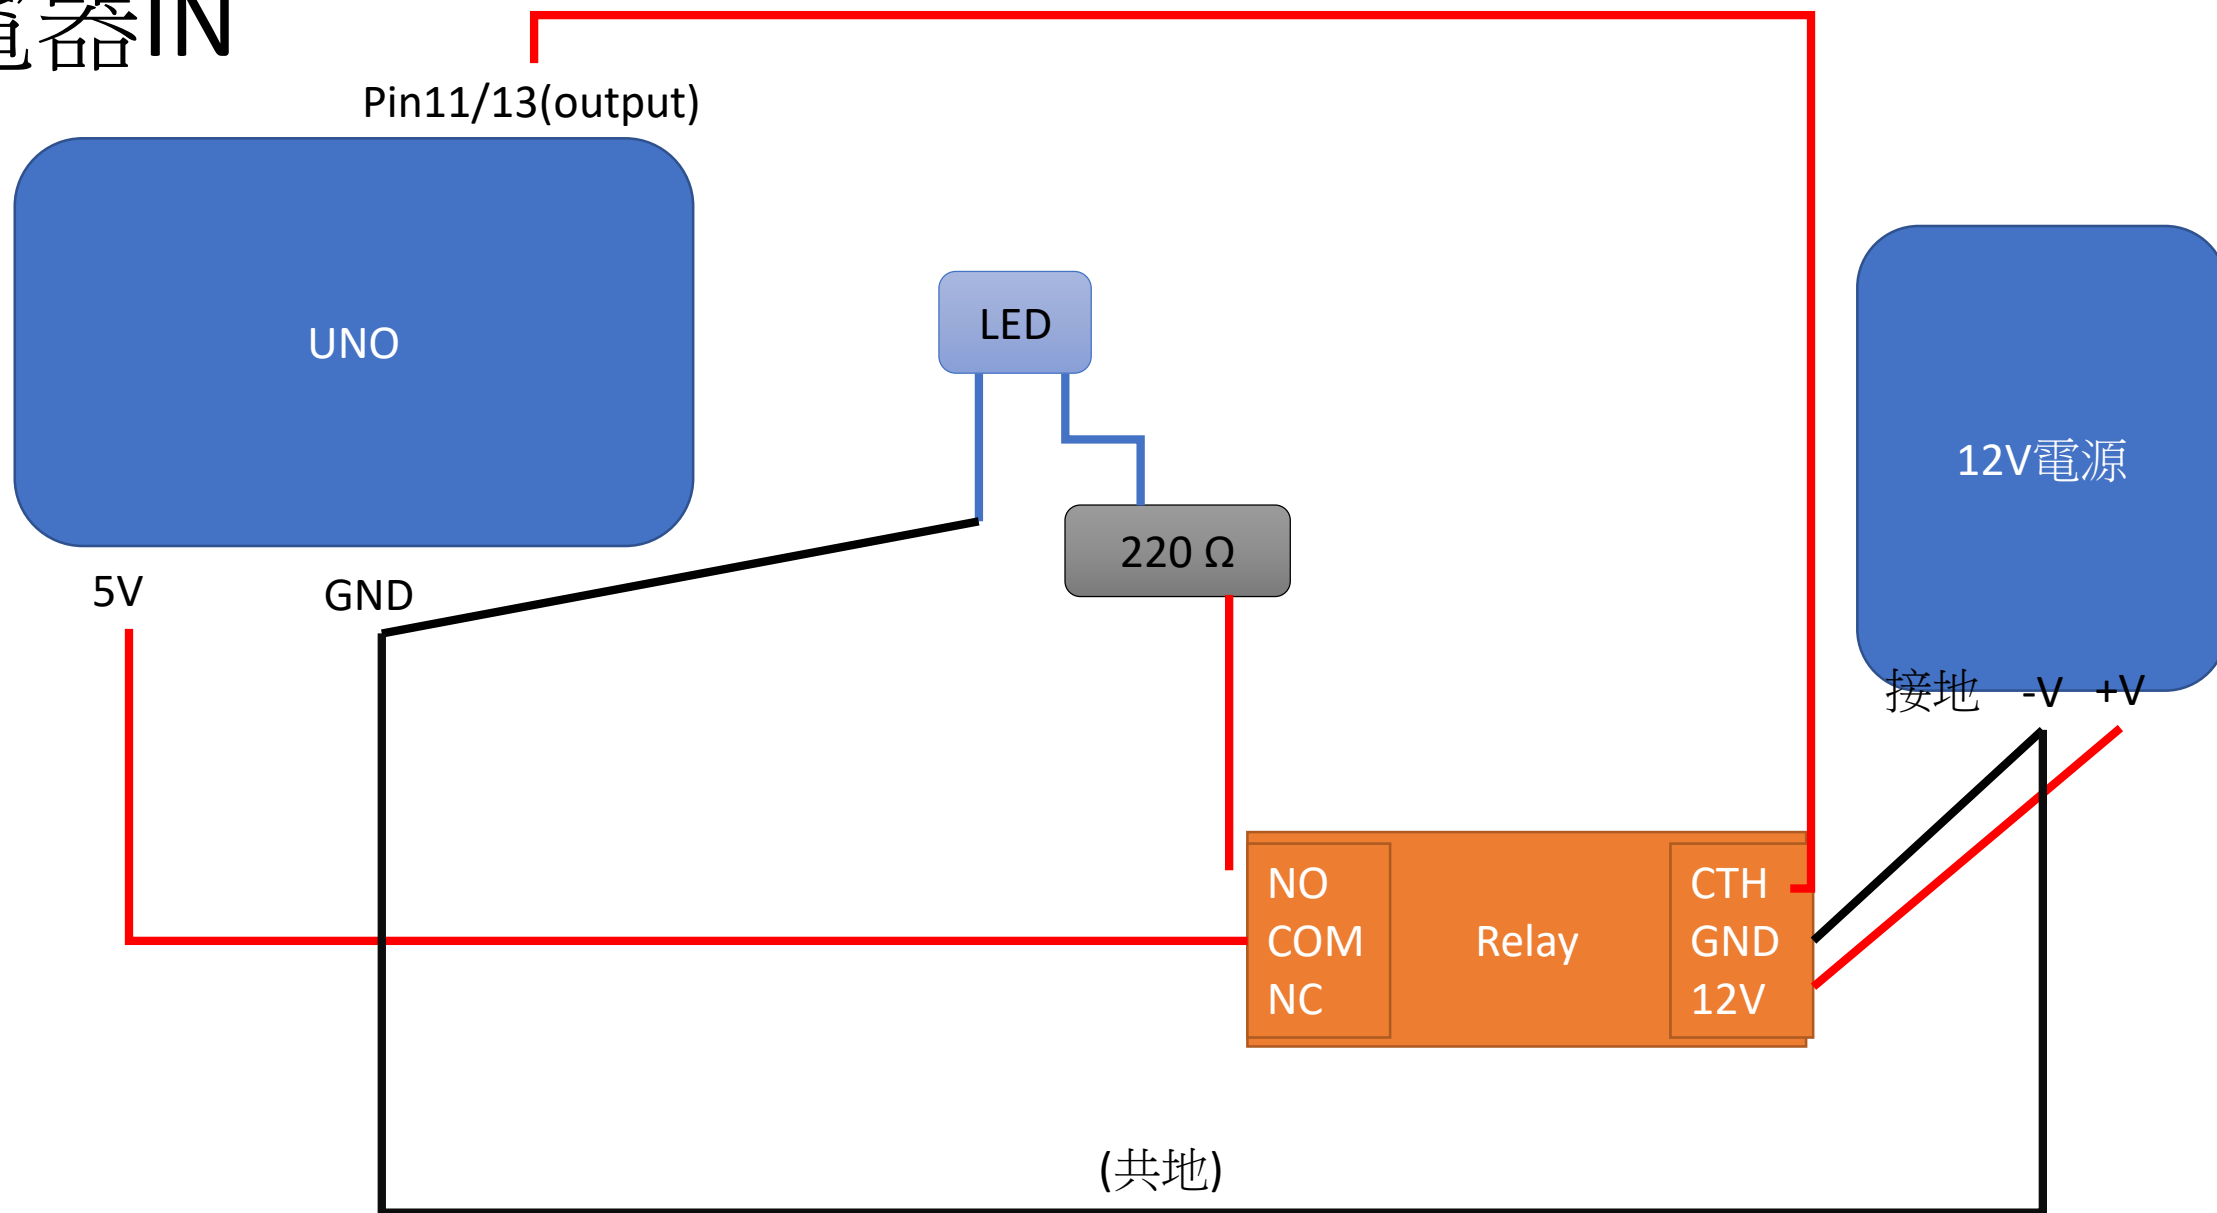 電器IN
Pin11/13(output)
UNO
LED
12V電源
220 Ω
5V
GND
接地 -V +V
NO
COM
NC
Relay
CTH
GND
12V
(共地)